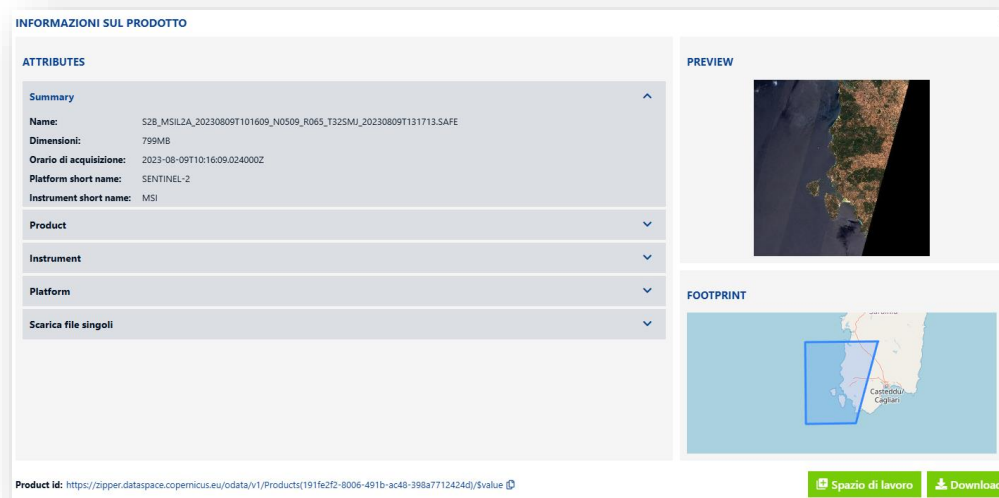 INFORMAZIONI SUL PRODOTTO
ATTRIBUTES
Summary
Name: S2B_MSIL2A_20230809T101609_N0509_R065_T32SMJ_20230809T131713.SAFE
Dimensioni: 799MB
Orario di acquisizione: 2023-08-09T10:16:09.024000Z
Platform short name: SENTINEL-2
Instrument short name: MSI
Product
Instrument
Platform
Scarica file singoli
PREVIEW
FOOTPRINT
Casteddu/
Cagliari
Product id: https://zipper.dataspace.copernicus.eu/odata/v1/Products(191fe2f2-8006-491b-ac48-398a7712424d)/$value
Spazio di lavoro
Download